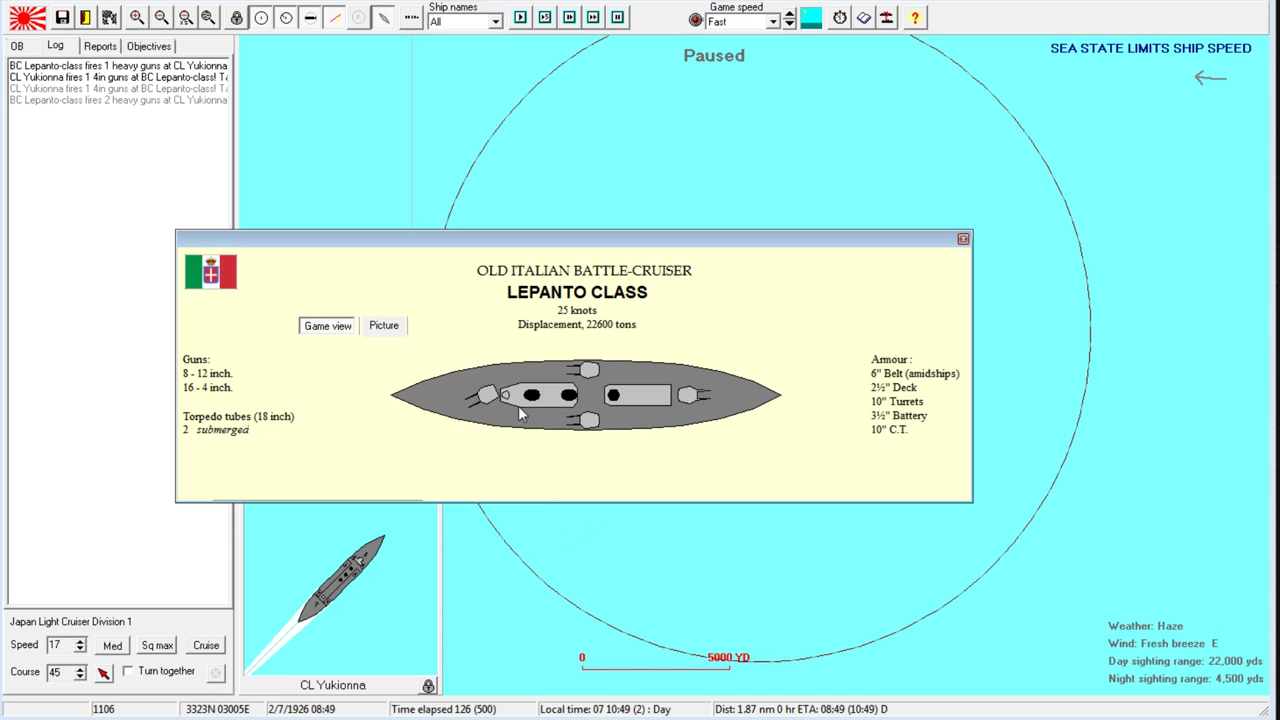 Ship names
All
Game speed
Fast
OB
Log
Reports
Objectives
BC Lepanto-class fires 1 heavy guns at CL Yukionna
CL Yukionna fires 1 4in guns at BC Lepanto-class! Ta
CL Yukionna fires 1 4in guns at BC Lepanto-class! Ta
BC Lepanto-class fires 2 heavy guns at CL Yukionna
Paused
SEA STATE LIMITS SHIP SPEED
OLD ITALIAN BATTLE-CRUISER
LEPANTO CLASS
25 knots
Displacement, 22600 tons
Game view
Picture
Guns:
8 - 12 inch.
16 - 4 inch.
Torpedo tubes (18 inch)
2 submerged
Armour :
6" Belt (amidships)
2½" Deck
10" Turrets
3½" Battery
10" C.T.
Japan Light Cruiser Division 1
Speed 17 Med Sq max Cruise
Course 45 Turn together
CL Yukionna
0 5000 YD
Weather: Haze
Wind: Fresh breeze E
Day sighting range: 22,000 yds
Night sighting range: 4,500 yds
1106 3323N 03005E 2/7/1926 08:49 Time elapsed 126 (500) Local time: 07 10:49 (2) : Day Dist: 1.87 nm 0 hr ETA: 08:49 (10:49) D